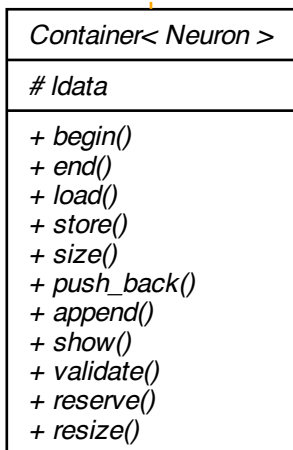 Container< Neuron >
# ldata
+ begin()
+ end()
+ load()
+ store()
+ size()
+ push_back()
+ append()
+ show()
+ validate()
+ reserve()
+ resize()